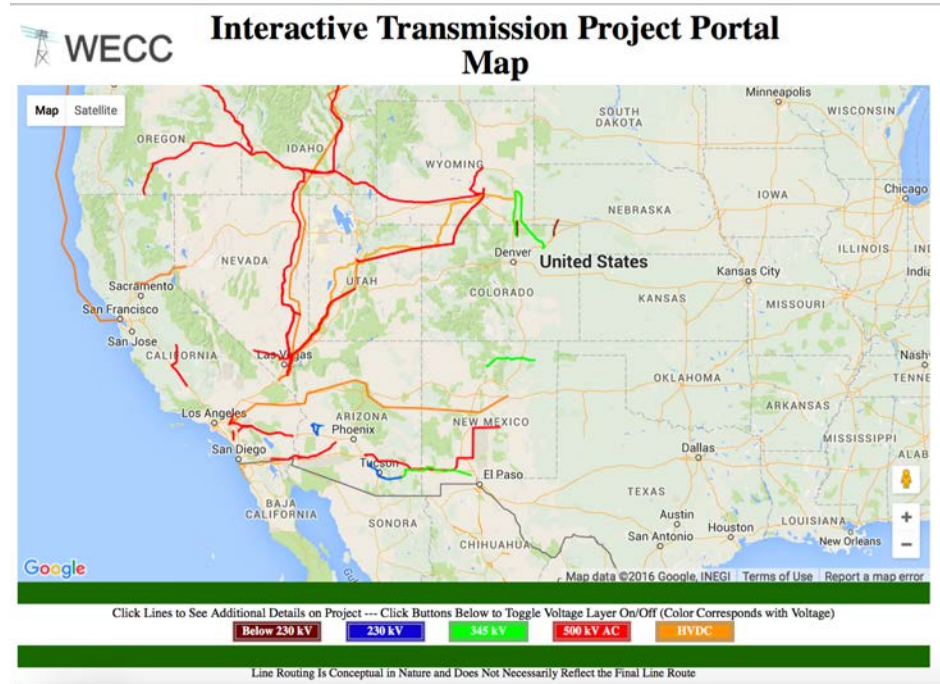 WECC
Interactive Transmission Project Portal
Map
Map Satellite
Minneapolis
SOUTH
DAKOTA
WISCONSIN
OREGON
IDAHO
WYOMING
Chicago
IOWA
NEBRASKA
NEVADA
UTAH
Denver
United States
ILLINOIS
Sacramento
COLORADO
Kansas City
KANSAS
MISSOURI
San Francisco
San Jose
CALIFORNIA
Las Vegas
Nash
TENNE
OKLAHOMA
ARKANSAS
Los Angeles
ARIZONA
Phoenix
NEW MEXICO
MISSISSIPPI
ALAB
San Diego
Tucson
Dallas
El Paso
TEXAS
BAJA
CALIFORNIA
SONORA
CHIHUAHUA
Austin
San Antonio
Houston
LOUISIANA
New Orleans
+
−
Google
Map data ©2016 Google, INEGI Terms of Use Report a map error
Click Lines to See Additional Details on Project --- Click Buttons Below to Toggle Voltage Layer On/Off (Color Corresponds with Voltage)
Below 230 kV 230 kV 345 kV 500 kV AC HVDC
Line Routing Is Conceptual in Nature and Does Not Necessarily Reflect the Final Line Route